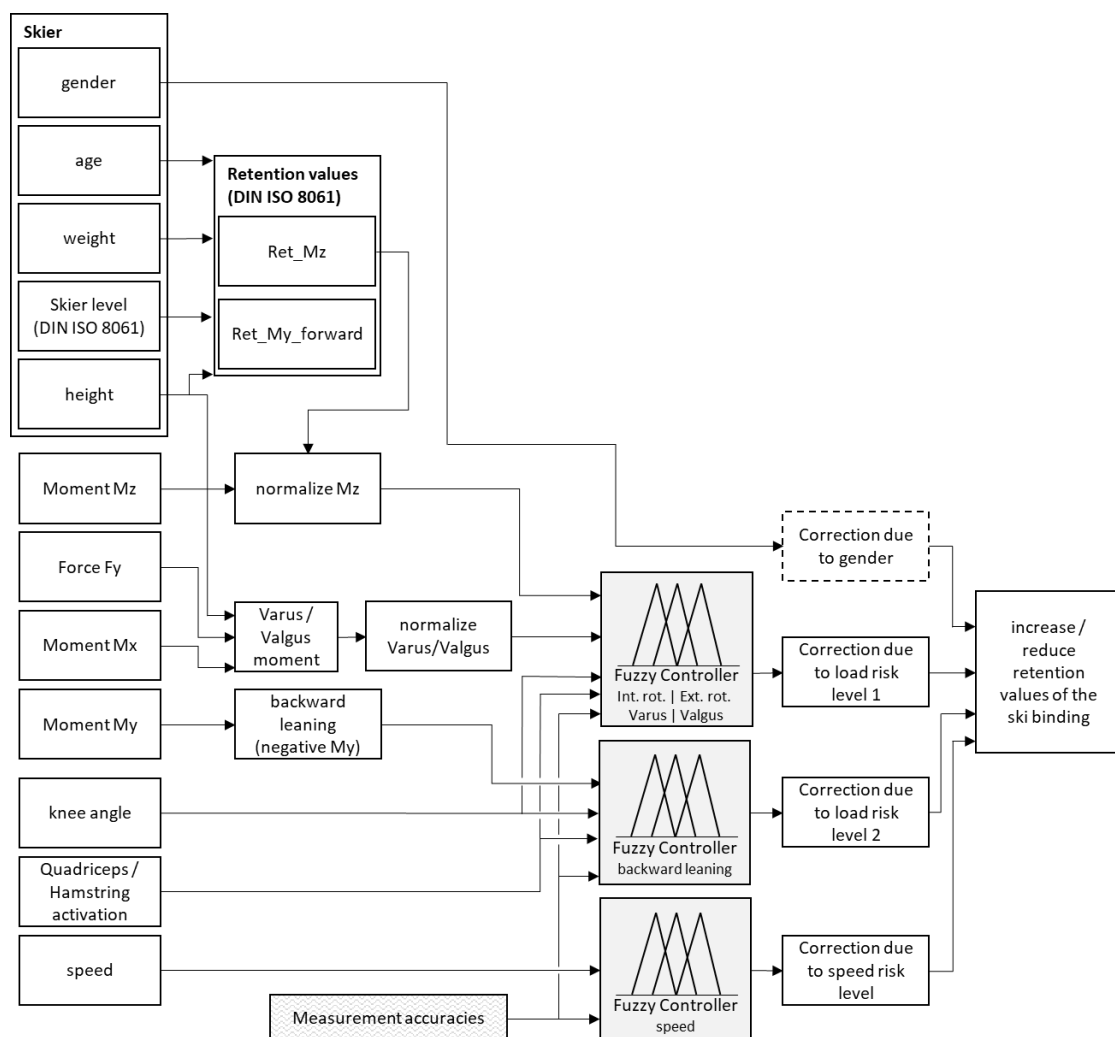 Skier
gender
age
weight
Skier level
(DIN ISO 8061)
height
Retention values
(DIN ISO 8061)
Ret_Mz
Ret_My_forward
Moment Mz
normalize Mz
Force Fy
Moment Mx
Varus /
Valgus
moment
normalize
Varus/Valgus
Moment My
backward
leaning
(negative My)
knee angle
Quadriceps /
Hamstring
activation
speed
Measurement accuracies
Fuzzy Controller
Int. rot. | Ext. rot.
Varus | Valgus
Fuzzy Controller
backward leaning
Fuzzy Controller
speed
Correction due
to gender
Correction due
to load risk
level 1
Correction due
to load risk
level 2
Correction due
to speed risk
level
increase /
reduce
retention
values of the
ski binding